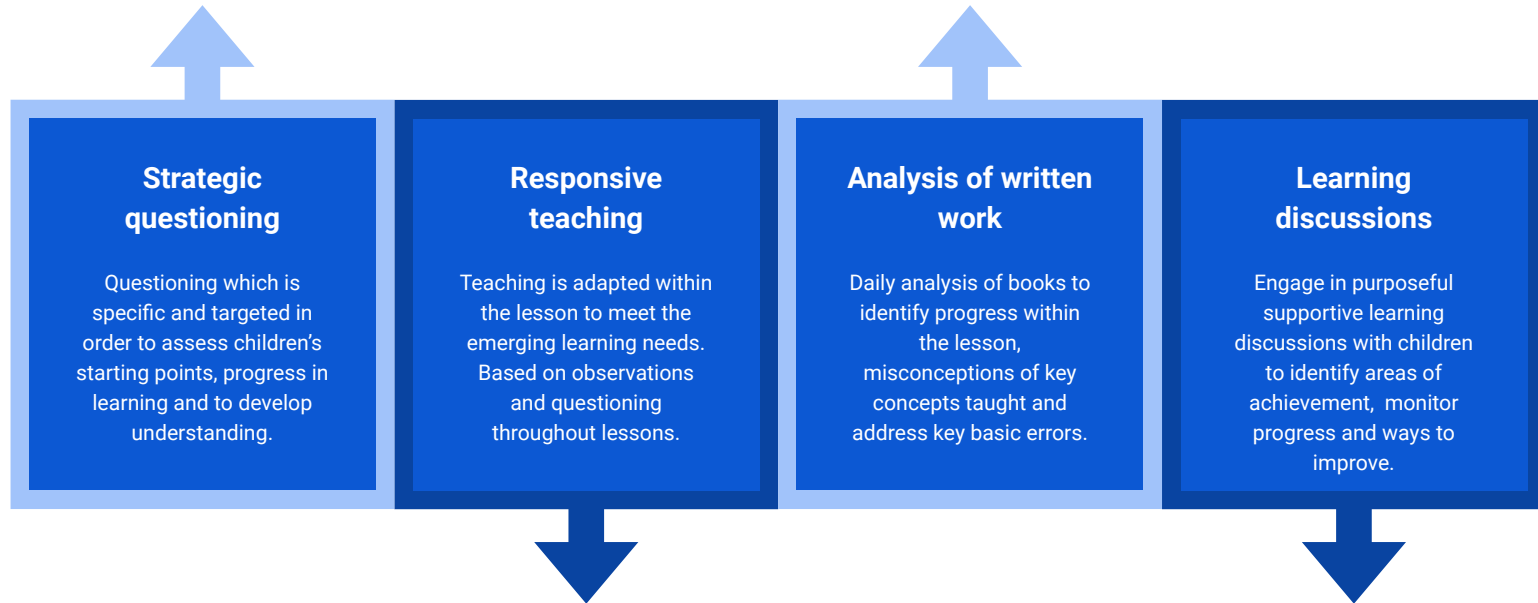 Strategic
questioning
Questioning which is
specific and targeted in
order to assess children's
starting points, progress in
learning and to develop
understanding.
Responsive
teaching
Teaching is adapted within
the lesson to meet the
emerging learning needs.
Based on observations
and questioning
throughout lessons.
Analysis of written
work
Daily analysis of books to
identify progress within
the lesson,
misconceptions of key
concepts taught and
address key basic errors.
Learning
discussions
Engage in purposeful
supportive learning
discussions with children
to identify areas of
achievement,  monitor
progress and ways to
improve.